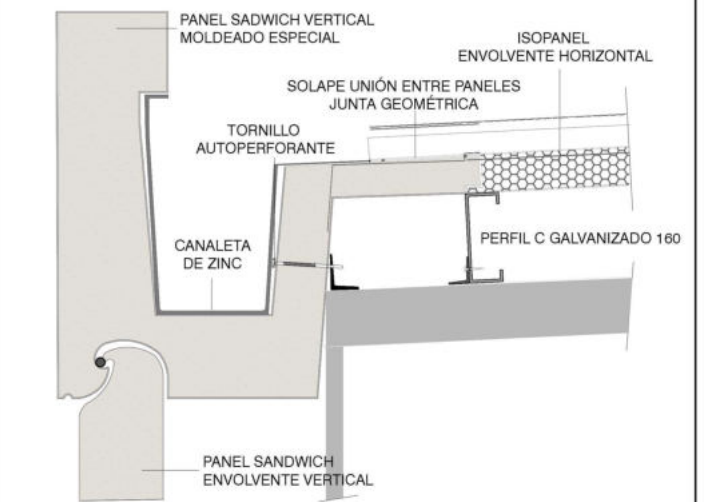 PANEL SADWICH VERTICAL
MOLDEADO ESPECIAL
ISOPANEL
ENVOLVENTE HORIZONTAL
SOLAPE UNIÓN ENTRE PANELES
JUNTA GEOMÉTRICA
TORNILLO
AUTOPERFORANTE
CANALETA
DE ZINC
PERFIL C GALVANIZADO 160
PANEL SANDWICH
ENVOLVENTE VERTICAL